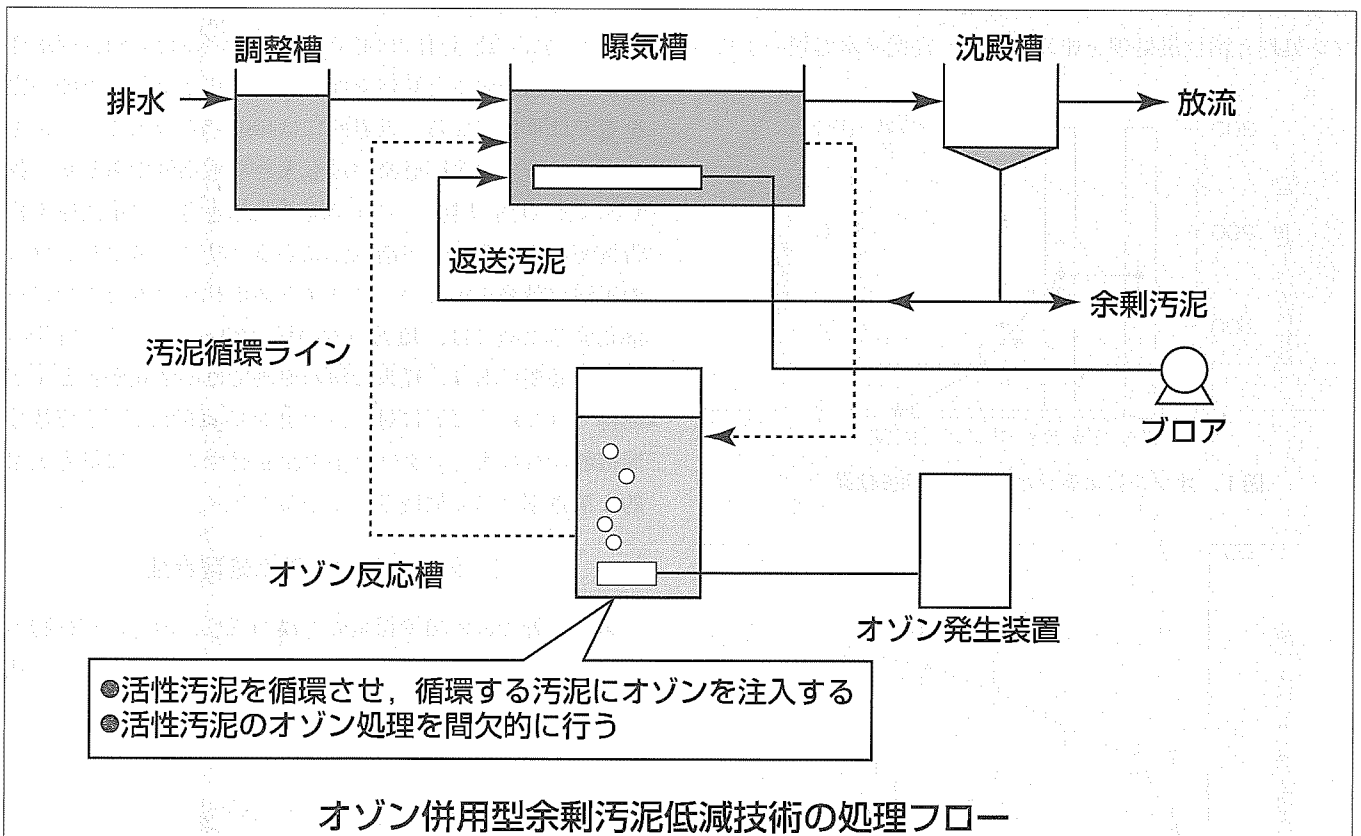 調整槽
曝気槽
沈殿槽
排水
放流
返送汚泥
余剰汚泥
汚泥循環ライン
ブロア
オゾン反応槽
オゾン発生装置
●活性汚泥を循環させ，循環する汚泥にオゾンを注入する
●活性汚泥のオゾン処理を間欠的に行う
オゾン併用型余剰汚泥低減技術の処理フロー